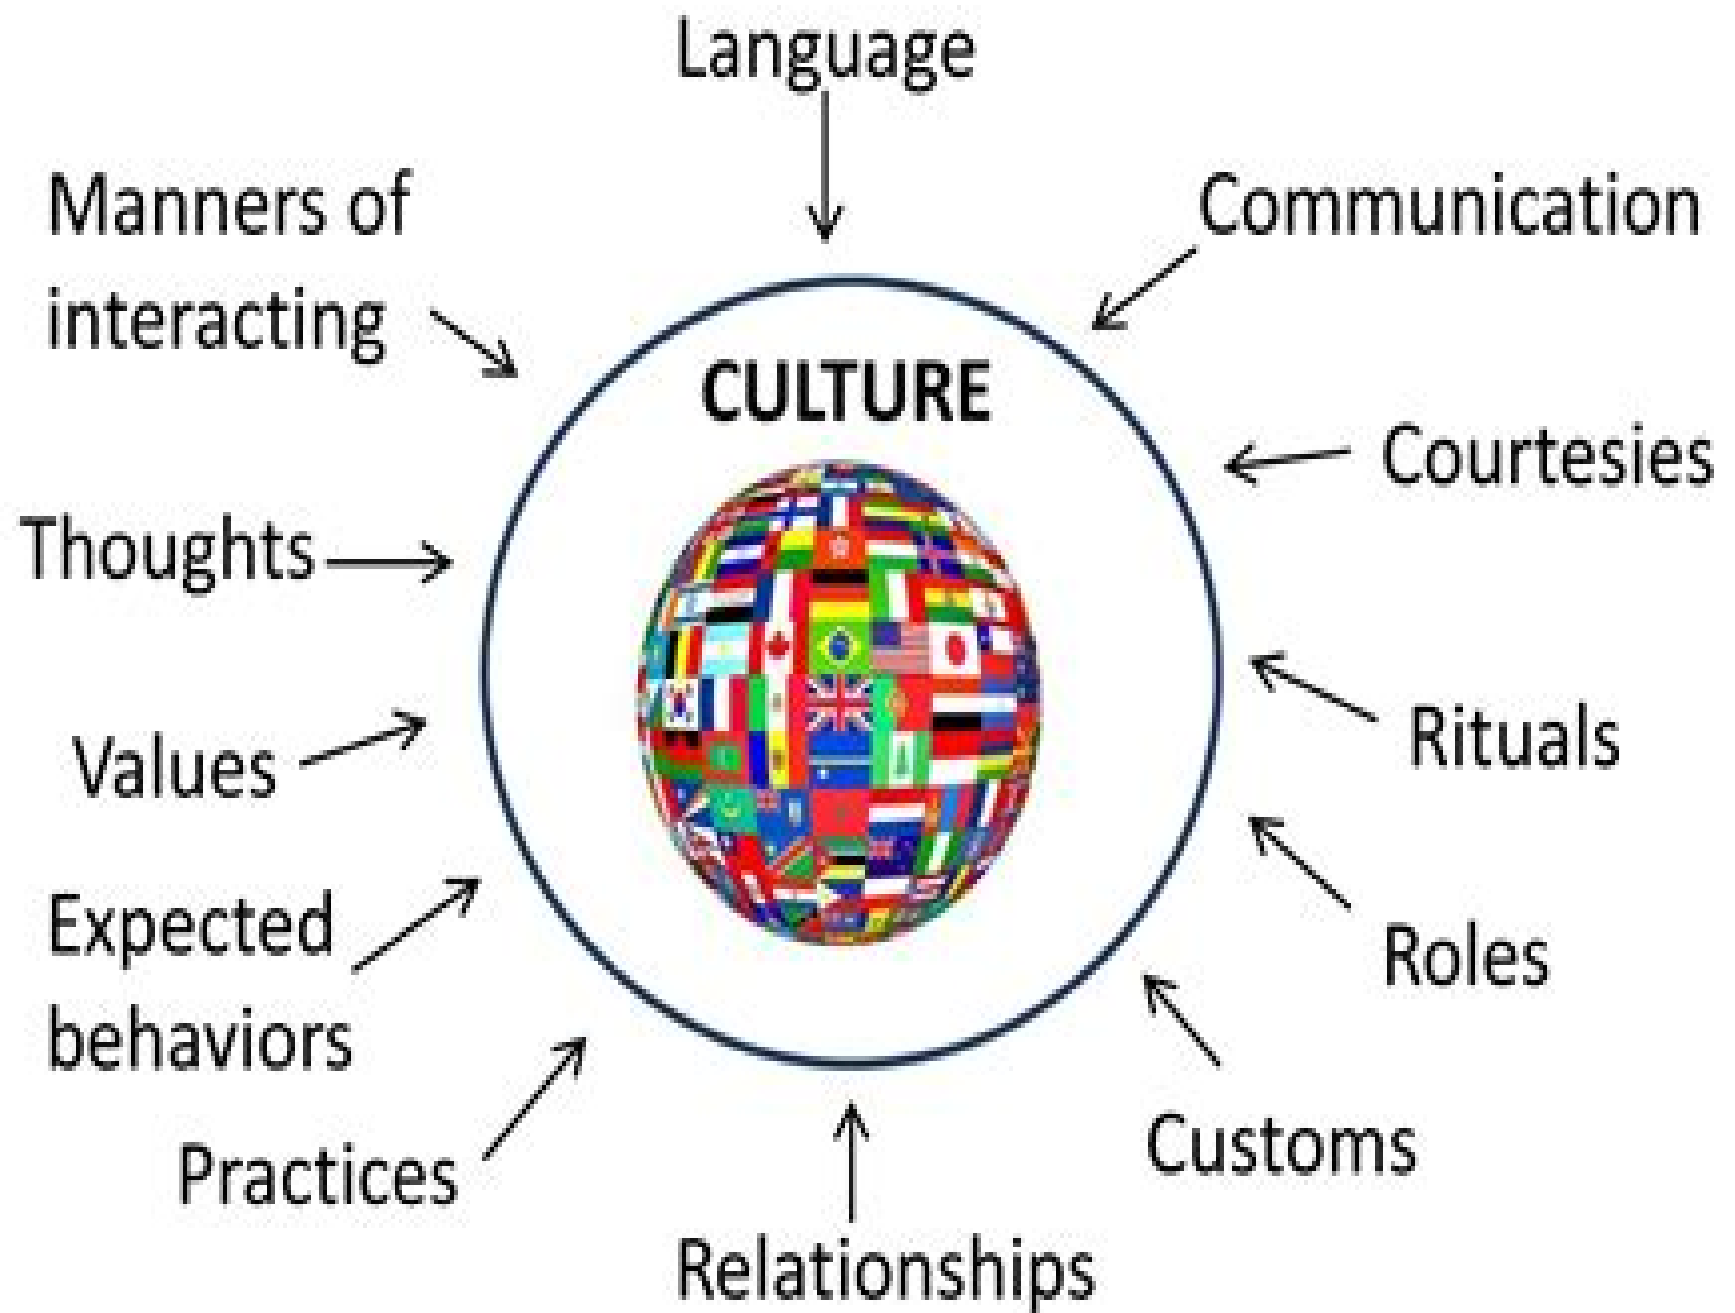 Language
Manners of
interacting
Communication
CULTURE
Courtesies
Thoughts
Rituals
Values
Expected
behaviors
Roles
Practices
Customs
Relationships